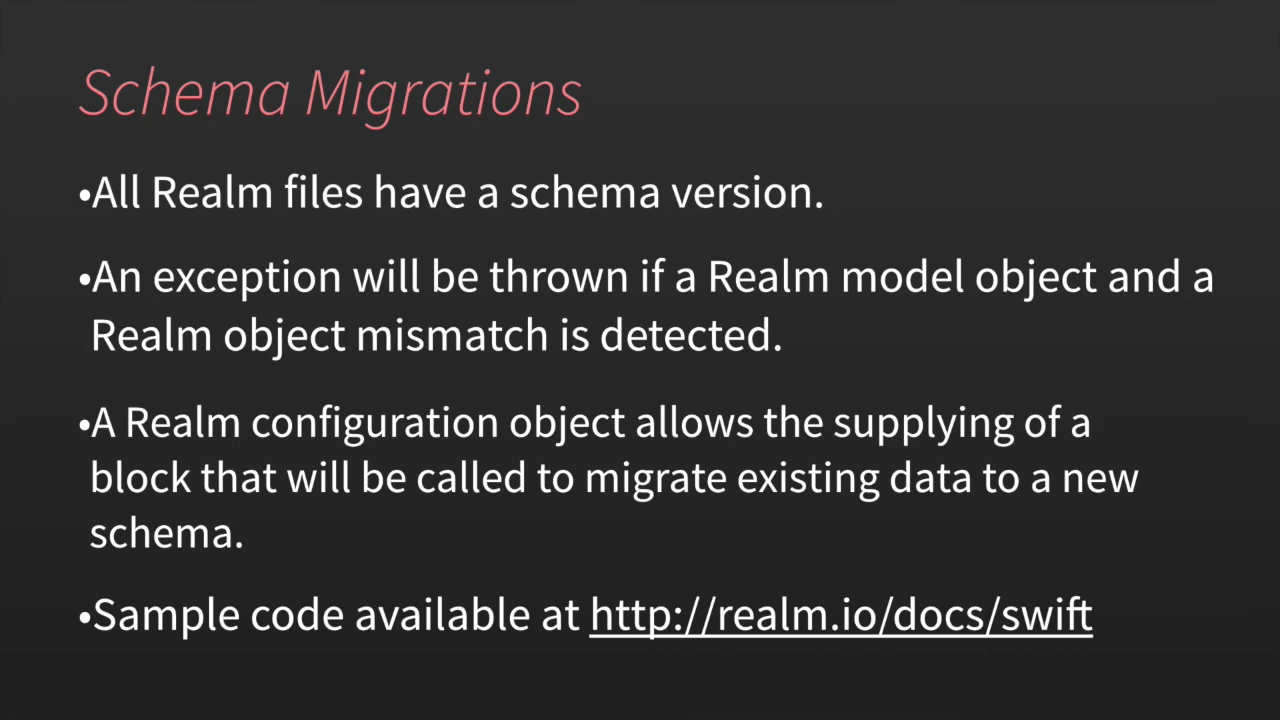 Schema Migrations
•All Realm files have a schema version.
•An exception will be thrown if a Realm model object and a
Realm object mismatch is detected.
•A Realm configuration object allows the supplying of a
block that will be called to migrate existing data to a new
schema.
•Sample code available at http://realm.io/docs/swift